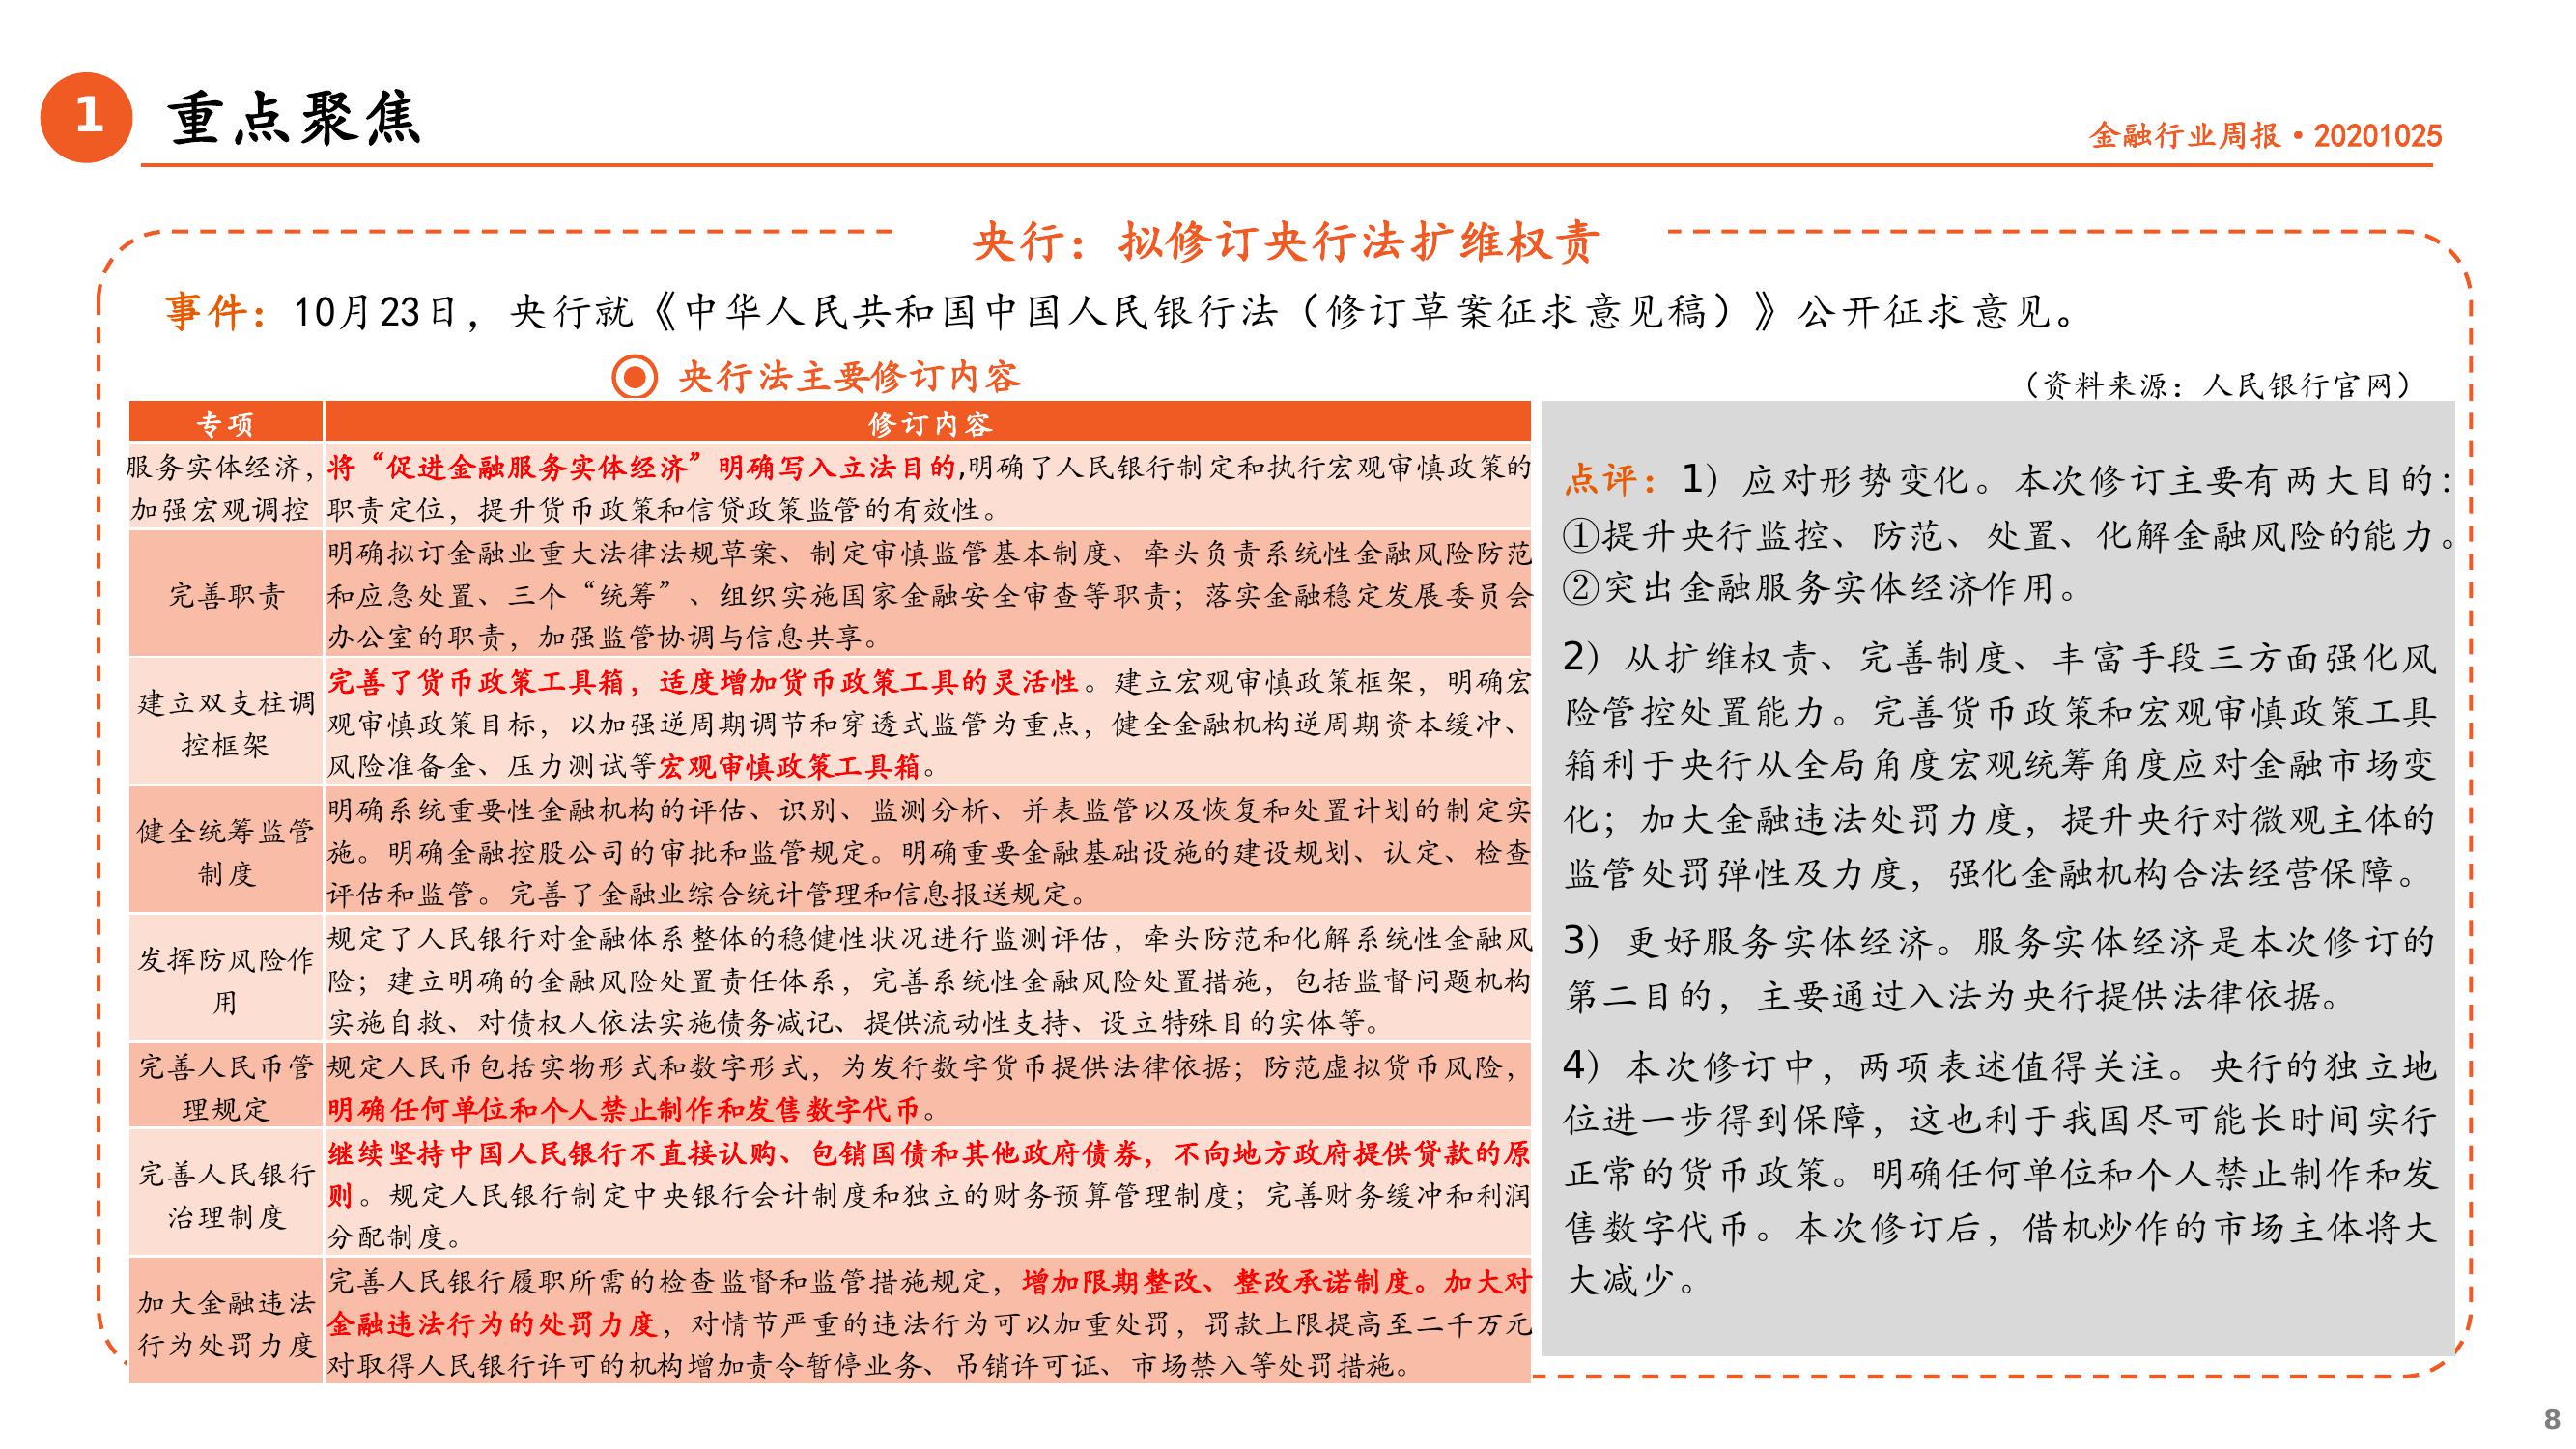 1
重点聚焦
金融行业周报·20201025
央行：拟修订央行法扩维权责
事件：10月23日，央行就《中华人民共和国中国人民银行法（修订草案征求意见稿）》公开征求意见。
央行法主要修订内容
（资料来源：人民银行官网）
专项
修订内容
服务实体经济，
加强宏观调控
将“促进金融服务实体经济”明确写入立法目的,明确了人民银行制定和执行宏观审慎政策的
职责定位，提升货币政策和信贷政策监管的有效性。
完善职责
明确拟订金融业重大法律法规草案、制定审慎监管基本制度、牵头负责系统性金融风险防范
和应急处置、三个“统筹”、组织实施国家金融安全审查等职责；落实金融稳定发展委员会
办公室的职责，加强监管协调与信息共享。
建立双支柱调
控框架
完善了货币政策工具箱，适度增加货币政策工具的灵活性。建立宏观审慎政策框架，明确宏
观审慎政策目标，以加强逆周期调节和穿透式监管为重点，健全金融机构逆周期资本缓冲、
风险准备金、压力测试等宏观审慎政策工具箱。
健全统筹监管
制度
明确系统重要性金融机构的评估、识别、监测分析、并表监管以及恢复和处置计划的制定实
施。明确金融控股公司的审批和监管规定。明确重要金融基础设施的建设规划、认定、检查
评估和监管。完善了金融业综合统计管理和信息报送规定。
发挥防风险作
用
规定了人民银行对金融体系整体的稳健性状况进行监测评估，牵头防范和化解系统性金融风
险；建立明确的金融风险处置责任体系，完善系统性金融风险处置措施，包括监督问题机构
实施自救、对债权人依法实施债务减记、提供流动性支持、设立特殊目的实体等。
完善人民币管
理规定
规定人民币包括实物形式和数字形式，为发行数字货币提供法律依据；防范虚拟货币风险，
明确任何单位和个人禁止制作和发售数字代币。
完善人民银行
治理制度
继续坚持中国人民银行不直接认购、包销国债和其他政府债券，不向地方政府提供贷款的原
则。规定人民银行制定中央银行会计制度和独立的财务预算管理制度；完善财务缓冲和利润
分配制度。
加大金融违法
行为处罚力度
完善人民银行履职所需的检查监督和监管措施规定，增加限期整改、整改承诺制度。加大对
金融违法行为的处罚力度，对情节严重的违法行为可以加重处罚，罚款上限提高至二千万元
对取得人民银行许可的机构增加责令暂停业务、吊销许可证、市场禁入等处罚措施。
点评：1）应对形势变化。本次修订主要有两大目的：
①提升央行监控、防范、处置、化解金融风险的能力。
②突出金融服务实体经济作用。
2）从扩维权责、完善制度、丰富手段三方面强化风
险管控处置能力。完善货币政策和宏观审慎政策工具
箱利于央行从全局角度宏观统筹角度应对金融市场变
化；加大金融违法处罚力度，提升央行对微观主体的
监管处罚弹性及力度，强化金融机构合法经营保障。
3）更好服务实体经济。服务实体经济是本次修订的
第二目的，主要通过入法为央行提供法律依据。
4）本次修订中，两项表述值得关注。央行的独立地
位进一步得到保障，这也利于我国尽可能长时间实行
正常的货币政策。明确任何单位和个人禁止制作和发
售数字代币。本次修订后，借机炒作的市场主体将大
大减少。
8